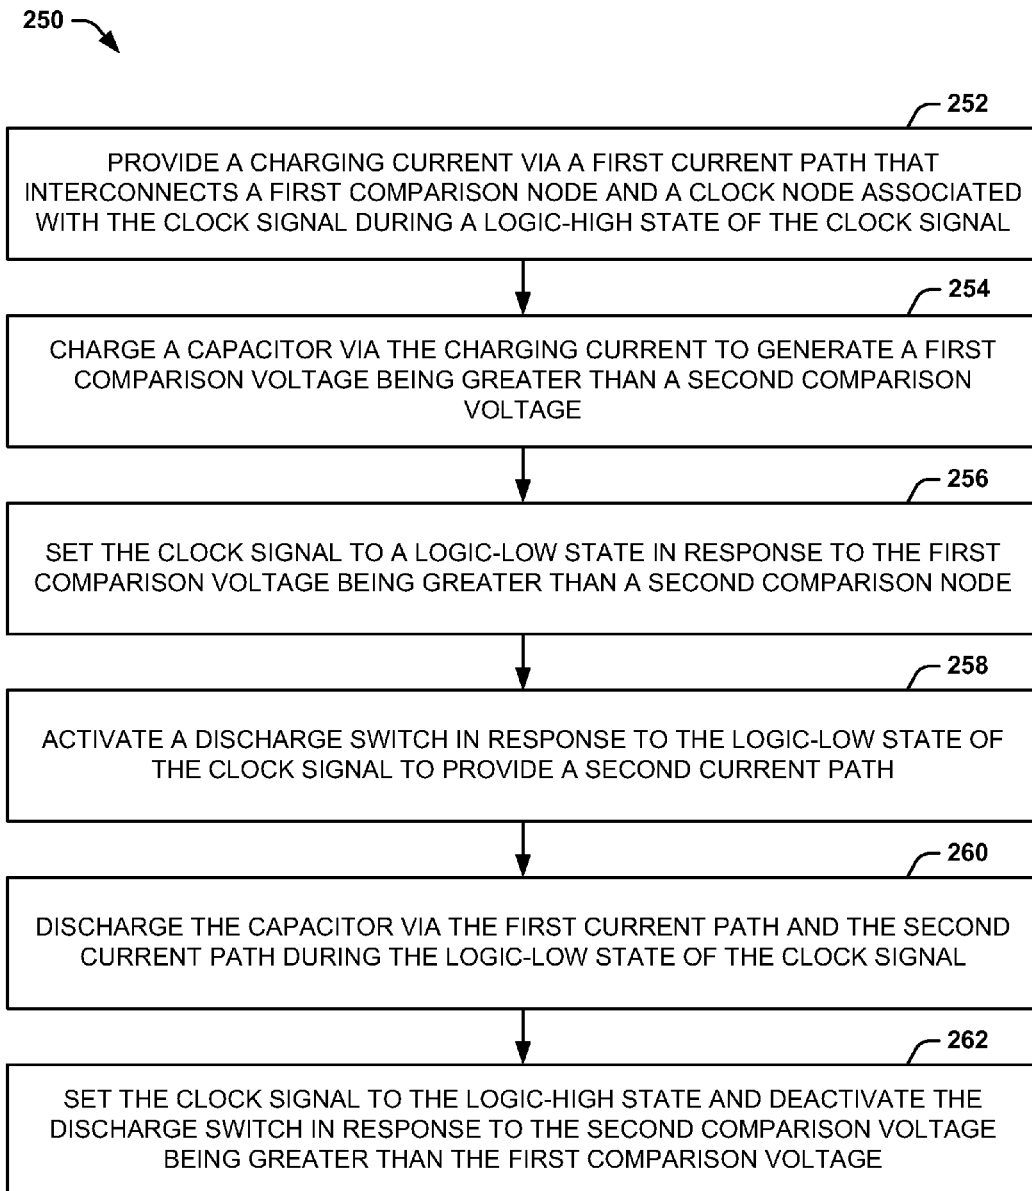 250
252
PROVIDE A CHARGING CURRENT VIA A FIRST CURRENT PATH THAT
INTERCONNECTS A FIRST COMPARISON NODE AND A CLOCK NODE ASSOCIATED
WITH THE CLOCK SIGNAL DURING A LOGIC-HIGH STATE OF THE CLOCK SIGNAL
254
CHARGE A CAPACITOR VIA THE CHARGING CURRENT TO GENERATE A FIRST
COMPARISON VOLTAGE BEING GREATER THAN A SECOND COMPARISON
VOLTAGE
256
SET THE CLOCK SIGNAL TO A LOGIC-LOW STATE IN RESPONSE TO THE FIRST
COMPARISON VOLTAGE BEING GREATER THAN A SECOND COMPARISON NODE
258
ACTIVATE A DISCHARGE SWITCH IN RESPONSE TO THE LOGIC-LOW STATE OF
THE CLOCK SIGNAL TO PROVIDE A SECOND CURRENT PATH
260
DISCHARGE THE CAPACITOR VIA THE FIRST CURRENT PATH AND THE SECOND
CURRENT PATH DURING THE LOGIC-LOW STATE OF THE CLOCK SIGNAL
262
SET THE CLOCK SIGNAL TO THE LOGIC-HIGH STATE AND DEACTIVATE THE
DISCHARGE SWITCH IN RESPONSE TO THE SECOND COMPARISON VOLTAGE
BEING GREATER THAN THE FIRST COMPARISON VOLTAGE